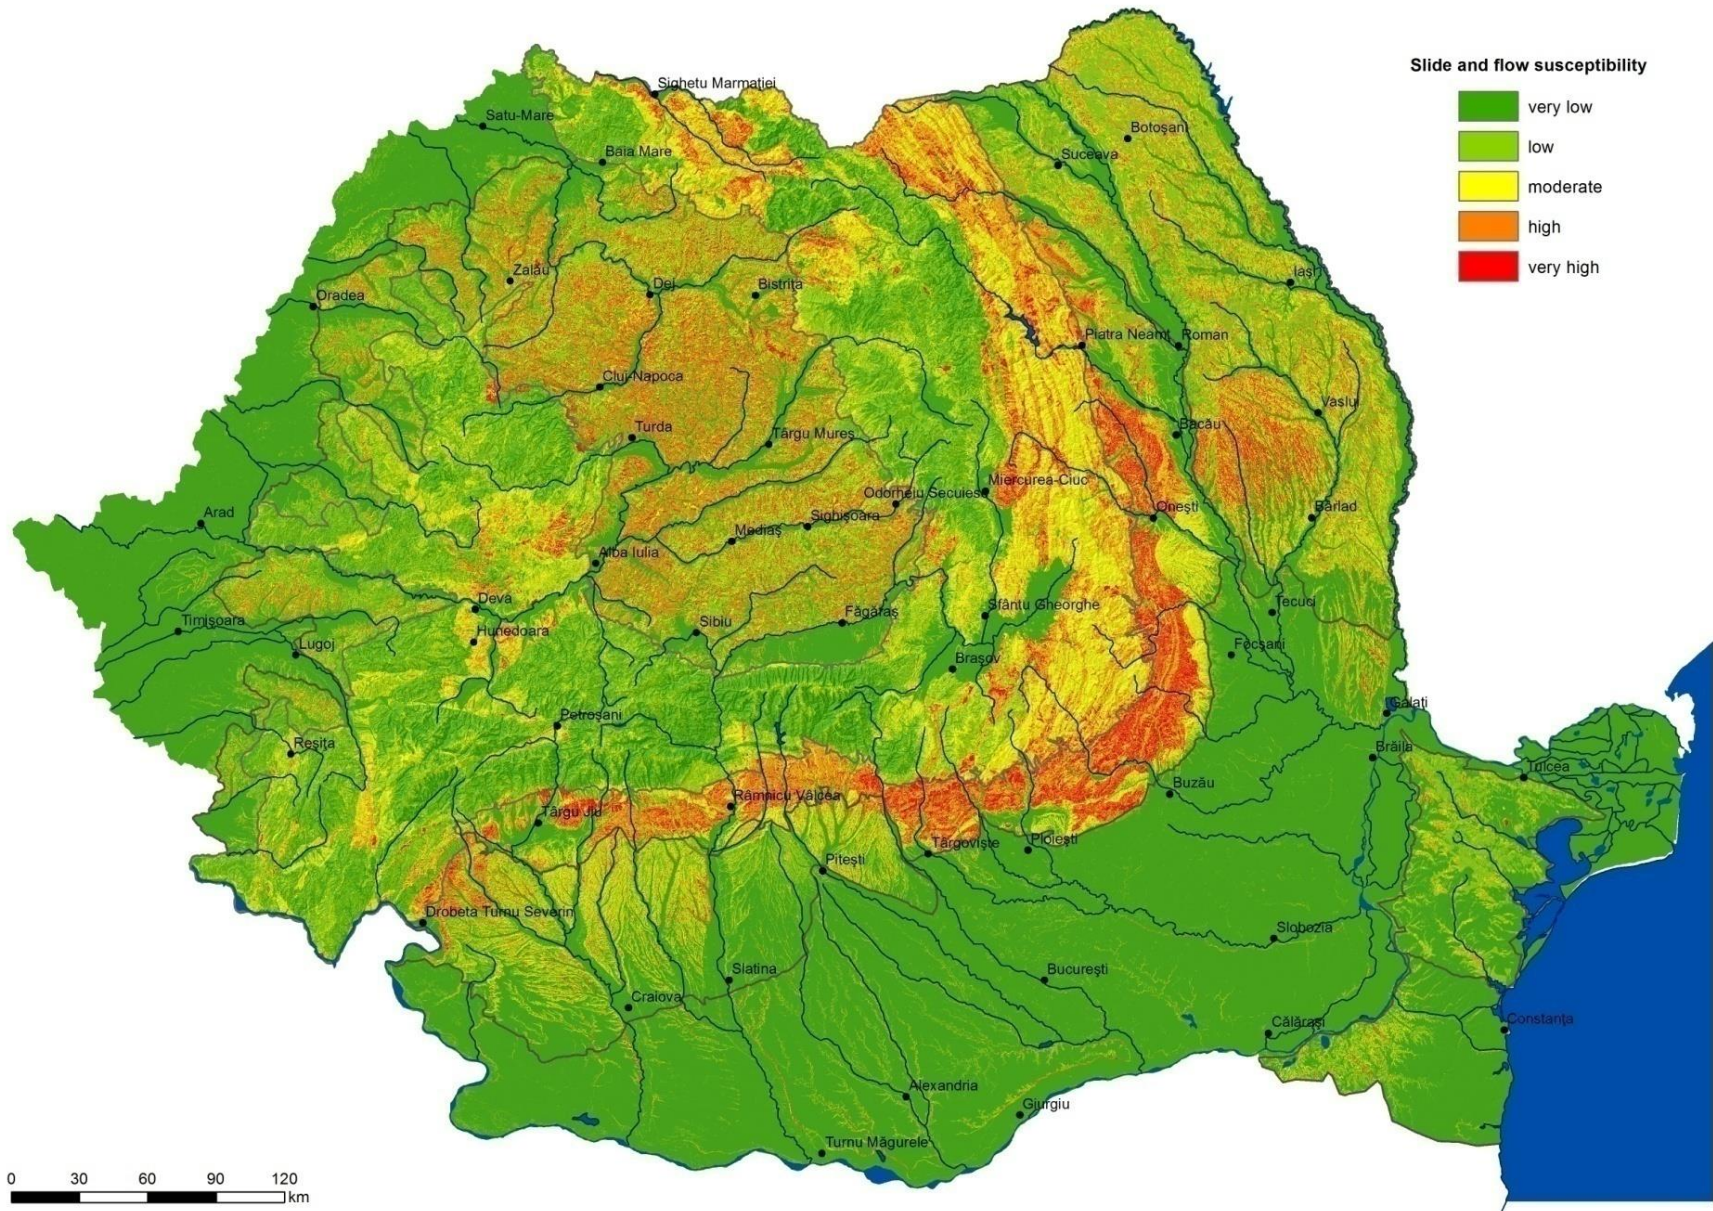 Slide and flow susceptibility
very low
low
moderate
high
very high
Sighetu Marmației
Satu-Mare
Baia Mare
Botoșani
Suceava
Zalău
Dej
Bistrița
Iași
Oradea
Piatra Neamț
Roman
Cluj-Napoca
Vaslui
Turda
Târgu Mureș
Bacău
Miercurea-Ciuc
Odorheiu Secuiesc
Arad
Sighișoara
Onești
Bârlad
Mediaș
Alba Iulia
Deva
Făgăraș
Sfântu Gheorghe
Tecuci
Timișoara
Hunedoara
Sibiu
Lugoj
Brașov
Focșani
Petroșani
Galați
Reșița
Brăila
Tulcea
Râmnicu Vâlcea
Buzău
Târgu Jiu
Târgoviște
Ploiești
Pitești
Drobeta Turnu Severin
Slobozia
Slatina
București
Craiova
Călărași
Constanța
Alexandria
Giurgiu
Turnu Măgurele
0 30 60 90 120
km